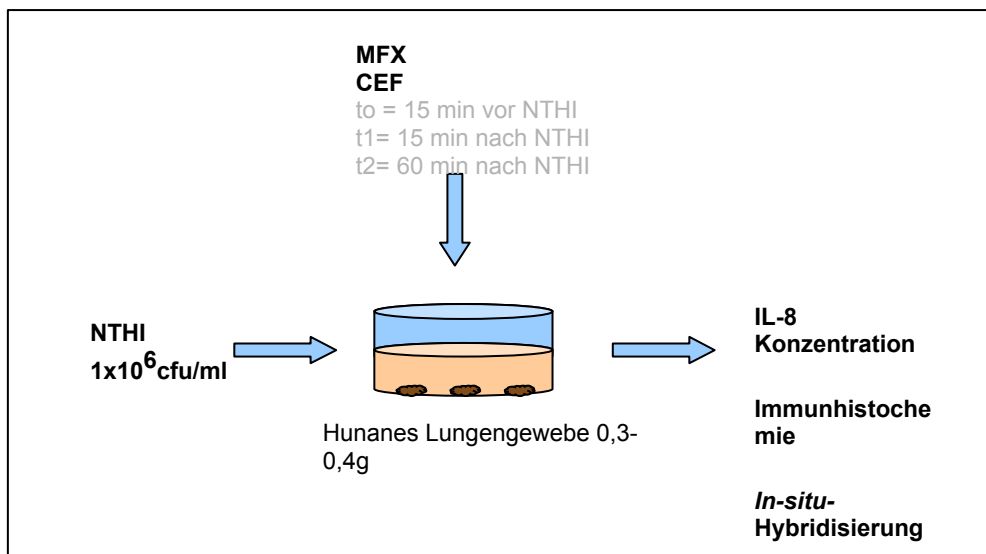 MFX
CEF
to = 15 min vor NTHI
t1= 15 min nach NTHI
t2= 60 min nach NTHI
NTHI
1x10⁶cfu/ml
Hunanes Lungengewebe 0,3-
0,4g
IL-8
Konzentration
Immunhistoche
mie
In-situ-
Hybridisierung